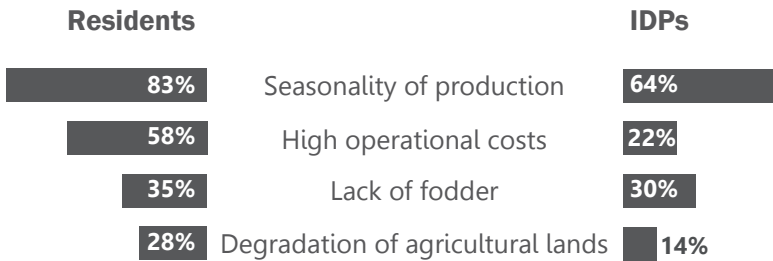 Residents IDPs
83% Seasonality of production 64%
58% High operational costs 22%
35% Lack of fodder 30%
28% Degradation of agricultural lands 14%